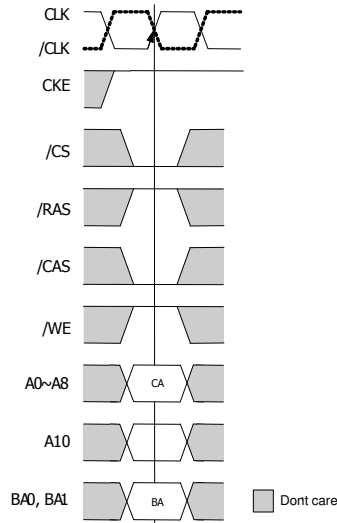 CLK
/CLK
CKE
/CS
/RAS
/CAS
/WE
A0~A8
CA
A10
BA0, BA1
BA
Dont care